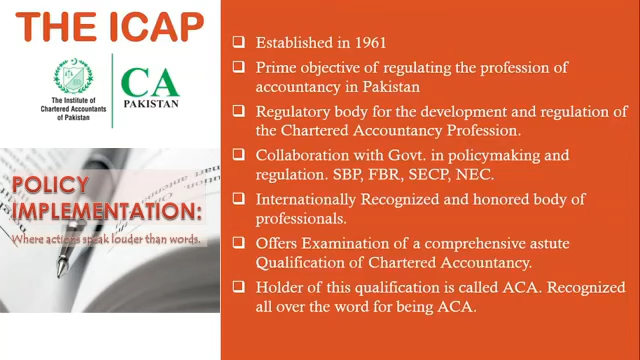 THE ICAP
The Institute of
Chartered Accountants
of Pakistan
CA
PAKISTAN
POLICY
IMPLEMENTATION:
Where actions speak louder than words.
Established in 1961
Prime objective of regulating the profession of
accountancy in Pakistan
Regulatory body for the development and regulation of
the Chartered Accountancy Profession.
Collaboration with Govt. in policymaking and
regulation. SBP, FBR, SECP, NEC.
Internationally Recognized and honored body of
professionals.
Offers Examination of a comprehensive astute
Qualification of Chartered Accountancy.
Holder of this qualification is called ACA. Recognized
all over the word for being ACA.